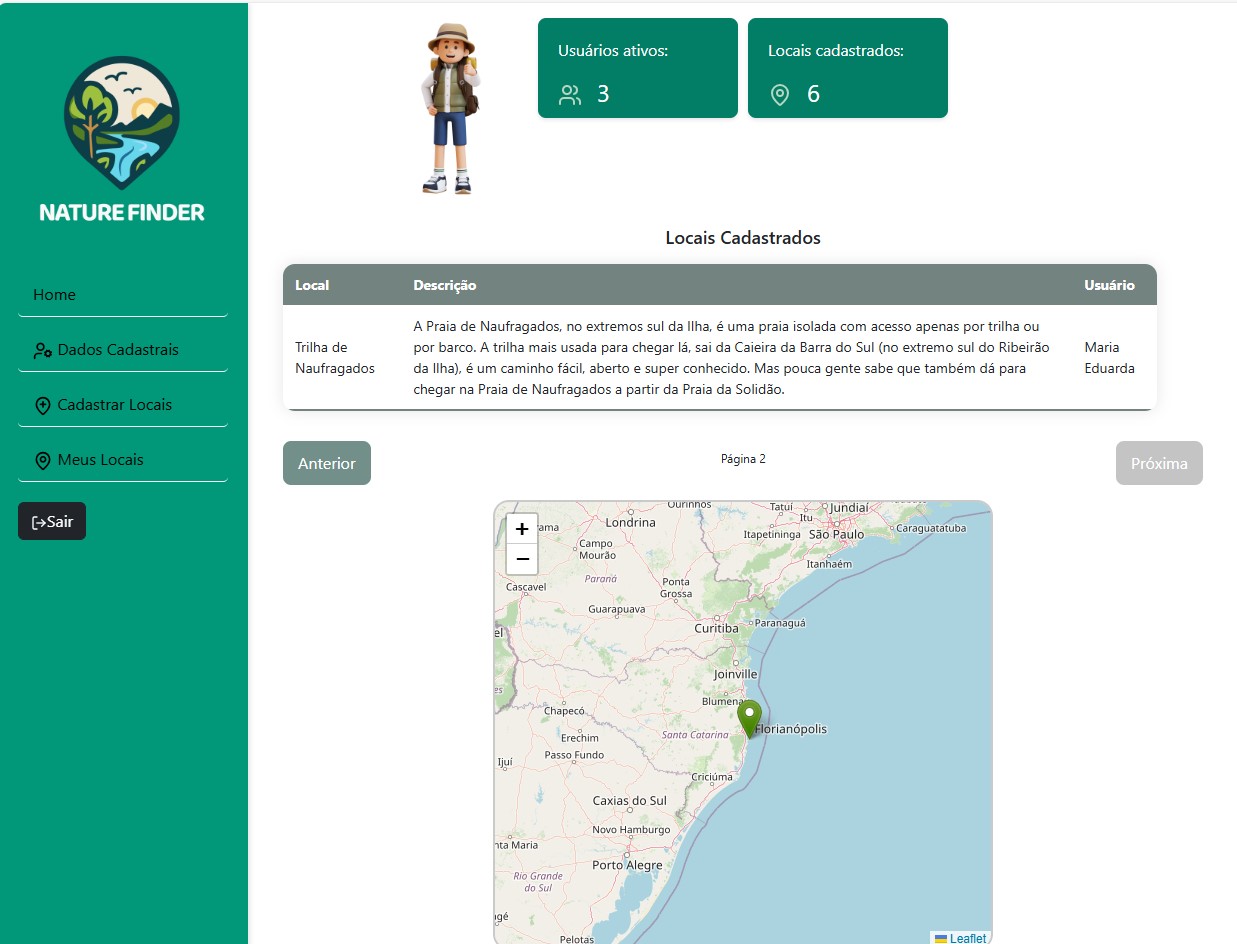 NATURE FINDER
Home
Dados Cadastrais
Cadastrar Locais
Meus Locais
Sair
Usuários ativos:
3
Locais cadastrados:
6
Locais Cadastrados
Local Descrição Usuário
Trilha de
Naufragados
A Praia de Naufragados, no extremos sul da Ilha, é uma praia isolada com acesso apenas por trilha ou
por barco. A trilha mais usada para chegar lá, sai da Caieira da Barra do Sul (no extremo sul do Ribeirão
da Ilha), é um caminho fácil, aberto e super conhecido. Mas pouca gente sabe que também dá para
chegar na Praia de Naufragados a partir da Praia da Solidão.
Maria
Eduarda
Anterior
Página 2
Próxima
+
−
Ourinhos
Tatuí
Jundiaí
Londrina
Itu
Caraguatatuba
Itapetininga
São Paulo
Campo
Mourão
Itanhaém
Paraná
Ponta
Grossa
Cascavel
Guarapuava
Curitiba
Paranaguá
Joinville
Blumena
Chapecó
Santa Catarina
Florianópolis
Erechim
Passo Fundo
Ijuí
Criciúma
Caxias do Sul
Novo Hamburgo
nta Maria
Porto Alegre
Rio Grande
do Sul
Pelotas
Leaflet